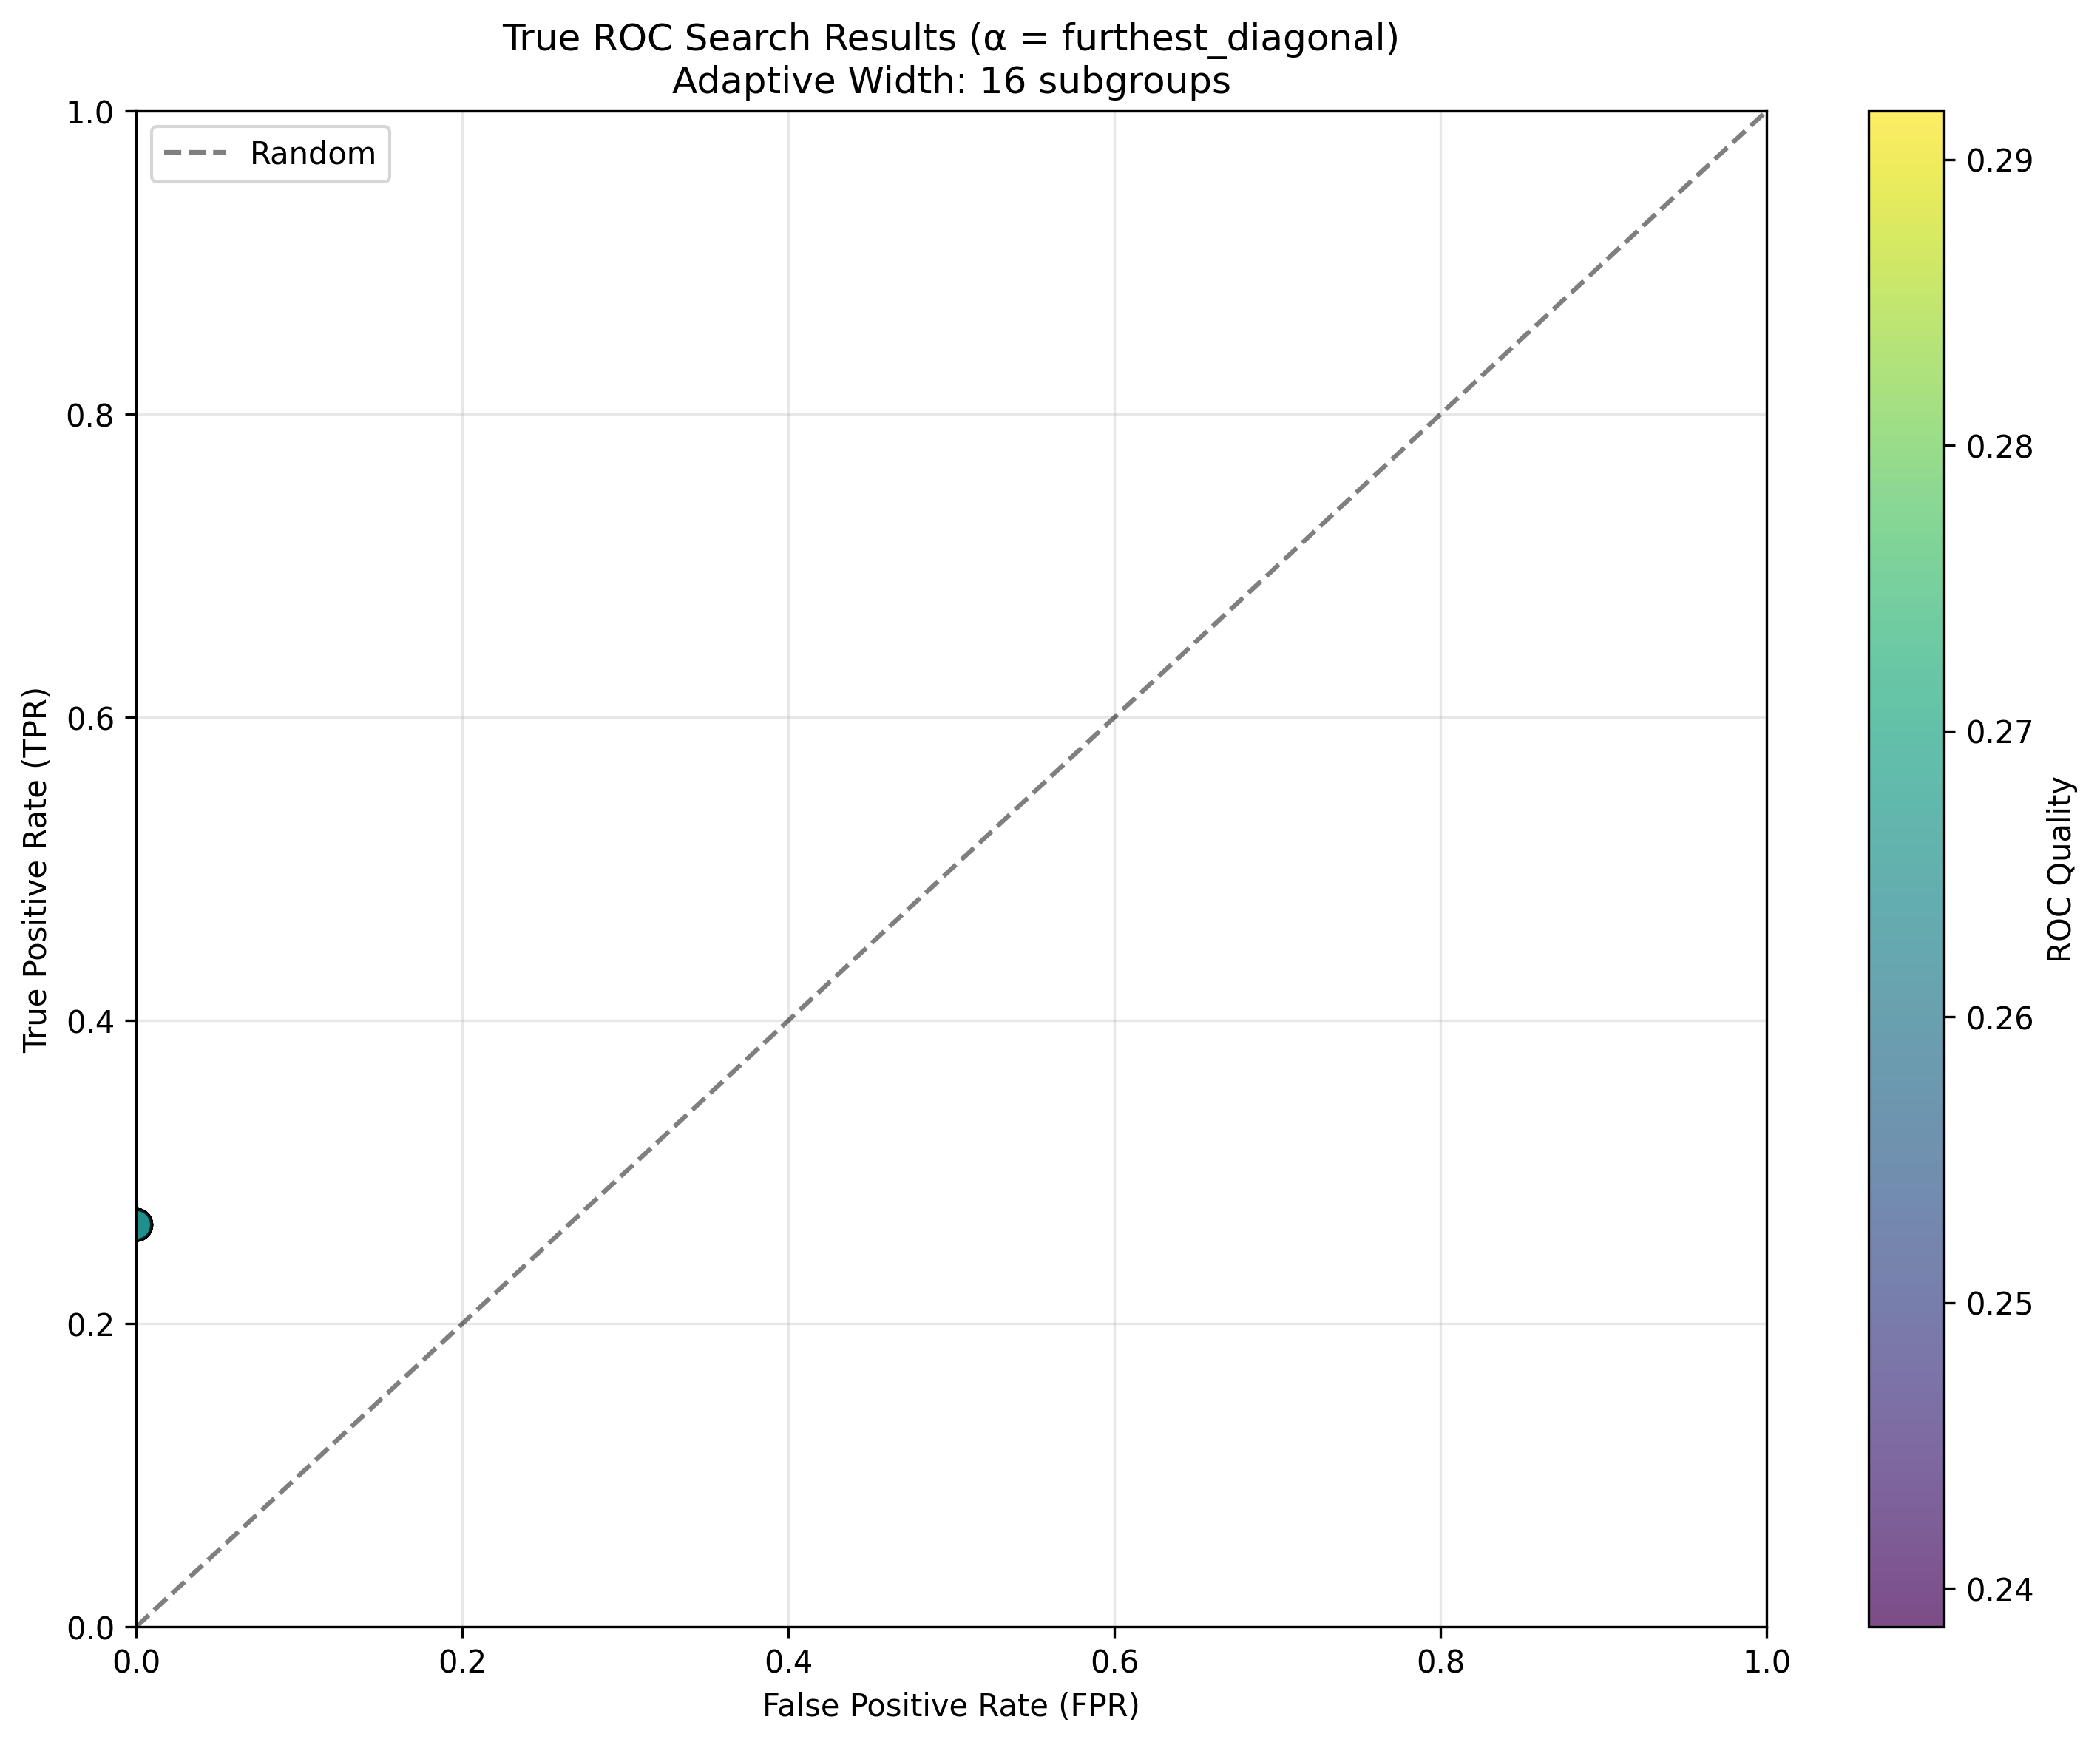 True ROC Search Results (α = furthest_diagonal)
Adaptive Width: 16 subgroups
Random
True Positive Rate (TPR)
1.0
0.8
0.6
0.4
0.2
0.0
0.0 0.2 0.4 0.6 0.8 1.0
False Positive Rate (FPR)
0.29
0.28
0.27
0.26
0.25
0.24
ROC Quality